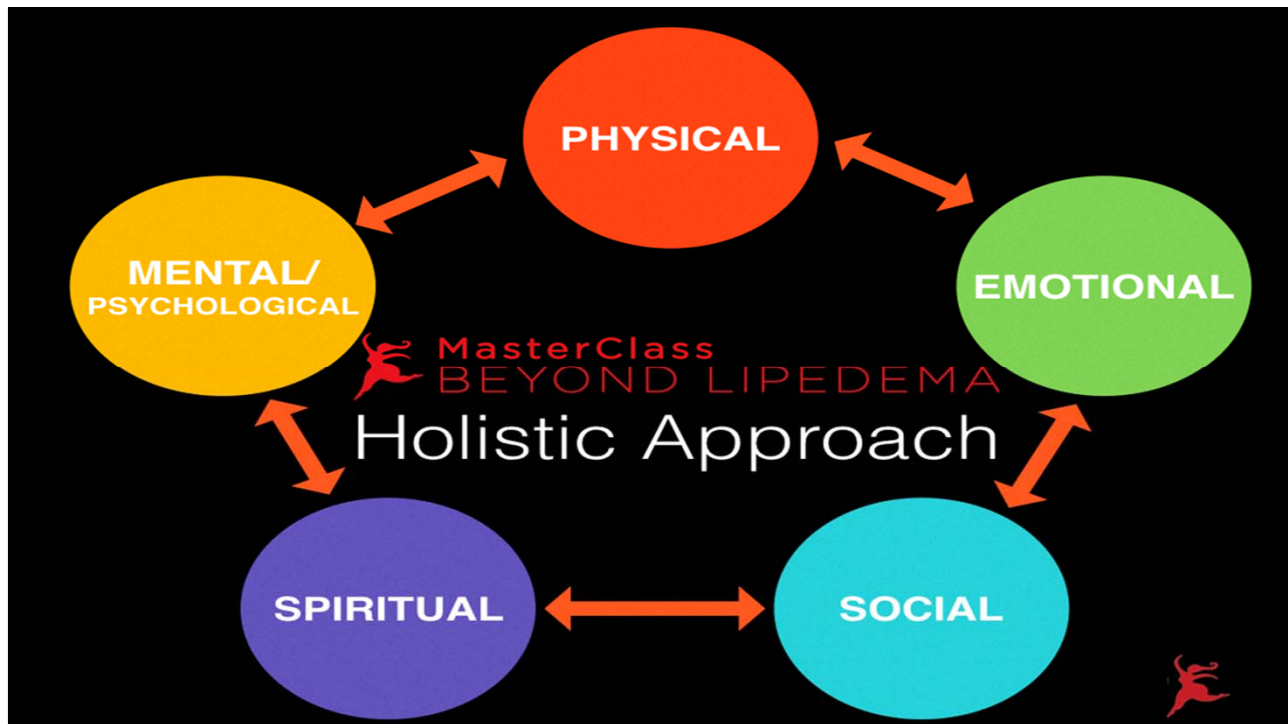 PHYSICAL
MENTAL/
PSYCHOLOGICAL
EMOTIONAL
MasterClass
BEYOND LIPEDEMA
Holistic Approach
SPIRITUAL
SOCIAL